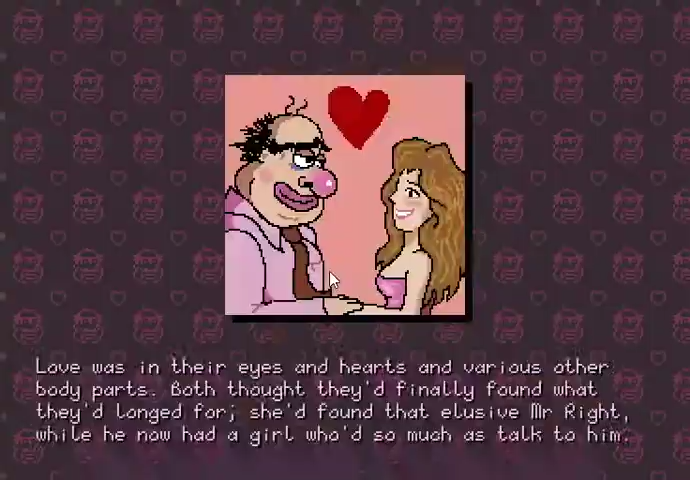 Love was in their eyes and hearts and various other
body parts. Both thought they'd finally found what
they'd longed for; she'd found that elusive Mr Right,
while he now had a girl who'd so much as talk to him.